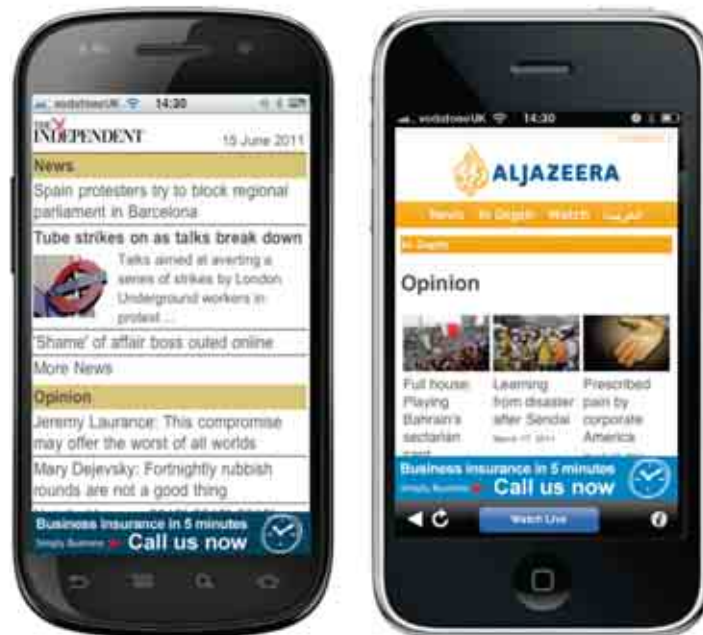 vodafoneUK 14:30
THE
INDEPENDENT
15 June 2011
News
Spain protesters try to block regional
parliament in Barcelona
Tube strikes on as talks break down
Talks aimed at averting a
series of strikes by London
Underground workers in
protest ...
'Shame' of affair boss outed online
More News
Opinion
Jeremy Laurance: This compromise
may offer the worst of all worlds
Mary Dejevsky: Fortnightly rubbish
rounds are not a good thing
Business insurance in 5 minutes
Simply Business Call us now
vodafoneUK 14:30
ALJAZEERA
News In Depth Watch العربية
In Depth
Opinion
Full house:
Playing
Bahrain's
sectarian
card
Learning
from disaster
after Sendai
March 17, 2011
Prescribed
pain by
corporate
America
Business insurance in 5 minutes
Simply Business Call us now
Watch Live